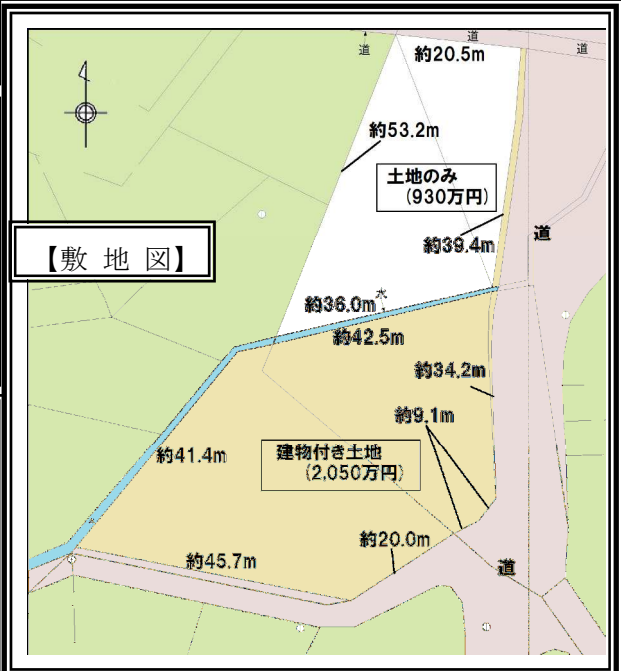 道
道
道
約20.5m
約53.2m
土地のみ
(930万円)
道
約39.4m
【敷地図】
水
約36.0m
約42.5m
約34.2m
約9.1m
建物付き土地
(2,050万円)
約41.4m
約20.0m
約45.7m
道